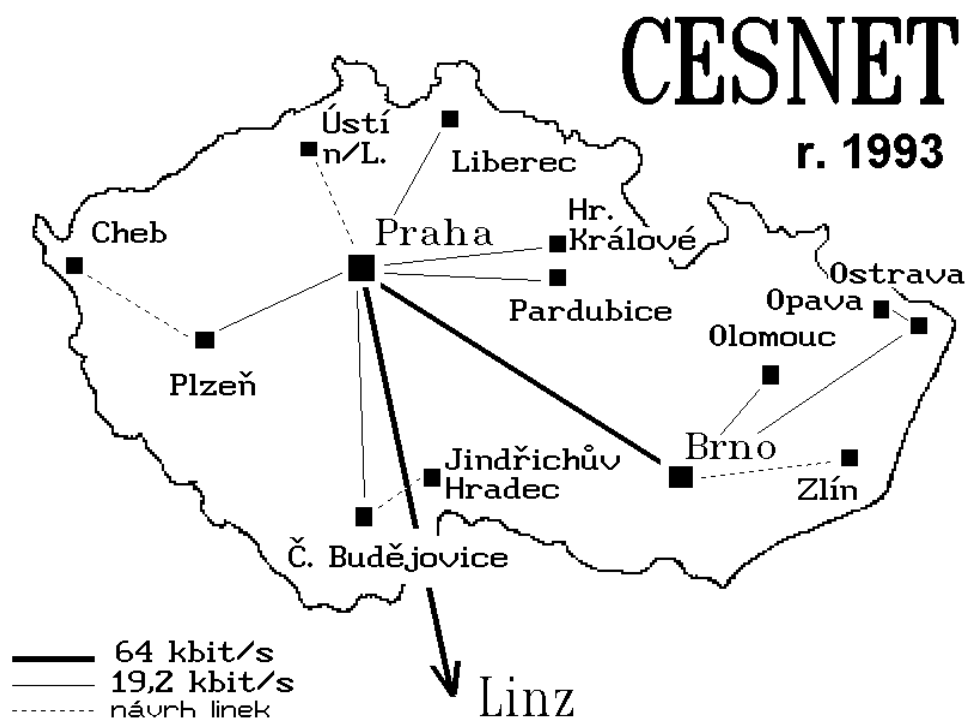 CESNET
r. 1993
Ústí
n/L.
Liberec
Cheb
Praha
Hr.
Králové
Pardubice
Ostrava
Opava
Olomouc
Plzeň
Brno
Jindřichův
Hradec
Zlín
Č. Budějovice
64 kbit/s
19,2 kbit/s
návrh linek
Linz